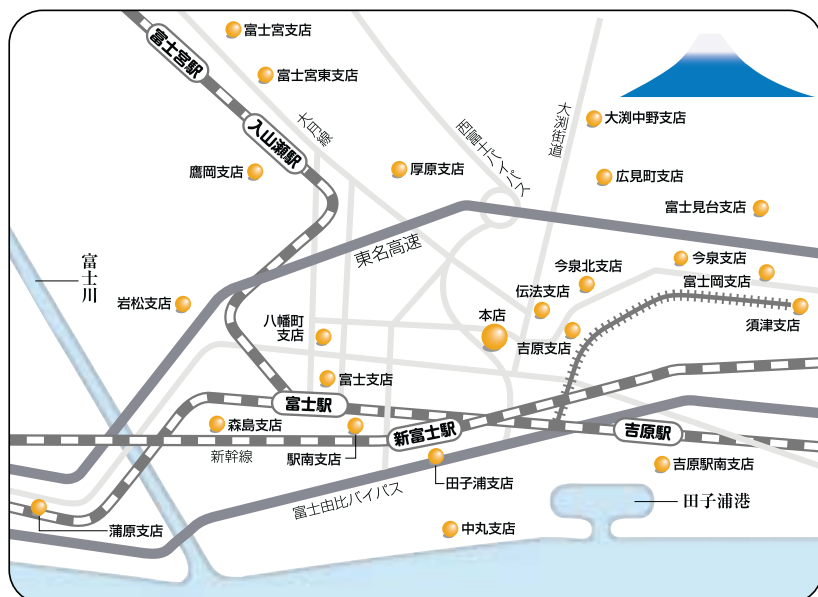 富士宮支店
富士宮駅
富士宮東支店
大月線
西富士バイパス
大渕街道
大渕中野支店
入山瀬駅
鷹岡支店
厚原支店
広見町支店
富士見台支店
東名高速
富士川
今泉支店
今泉北支店
富士岡支店
岩松支店
伝法支店
須津支店
八幡町
支店
本店
吉原支店
富士支店
富士駅
森島支店
新富士駅
吉原駅
新幹線
駅南支店
吉原駅南支店
田子浦支店
富士由比バイパス
田子浦港
蒲原支店
中丸支店